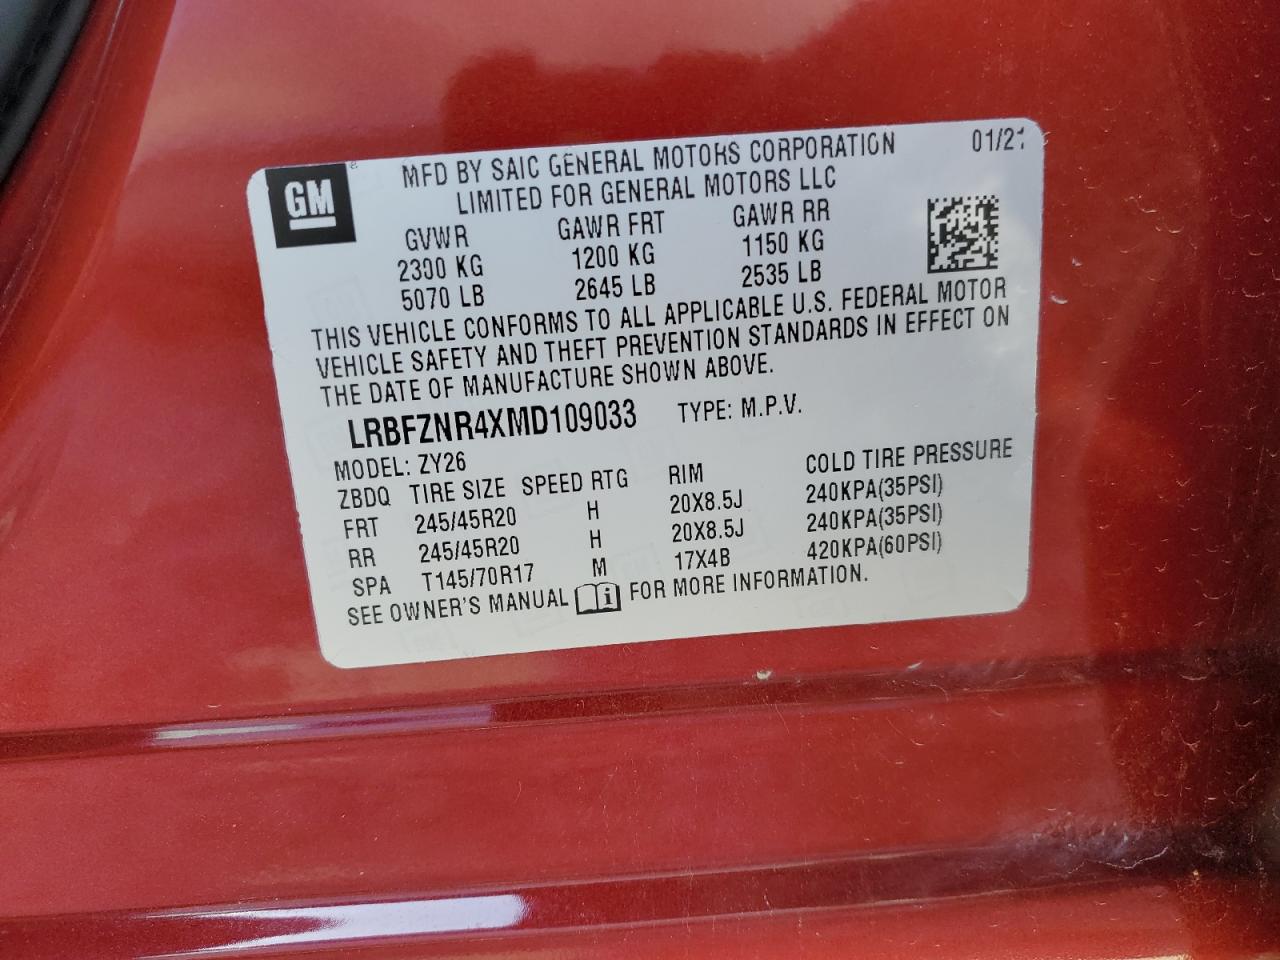 GM
MFD BY SAIC GENERAL MOTORS CORPORATION
01/21
LIMITED FOR GENERAL MOTORS LLC
GVWR GAWR FRT GAWR RR
2300 KG 1200 KG 1150 KG
5070 LB 2645 LB 2535 LB
THIS VEHICLE CONFORMS TO ALL APPLICABLE U.S. FEDERAL MOTOR
VEHICLE SAFETY AND THEFT PREVENTION STANDARDS IN EFFECT ON
THE DATE OF MANUFACTURE SHOWN ABOVE.
LRBFZNR4XMD109033 TYPE: M.P.V.
MODEL: ZY26
ZBDQ TIRE SIZE SPEED RTG RIM COLD TIRE PRESSURE
FRT 245/45R20 H 20X8.5J 240KPA(35PSI)
RR 245/45R20 H 20X8.5J 240KPA(35PSI)
SPA T145/70R17 M 17X4B 420KPA(60PSI)
SEE OWNER'S MANUAL i FOR MORE INFORMATION.